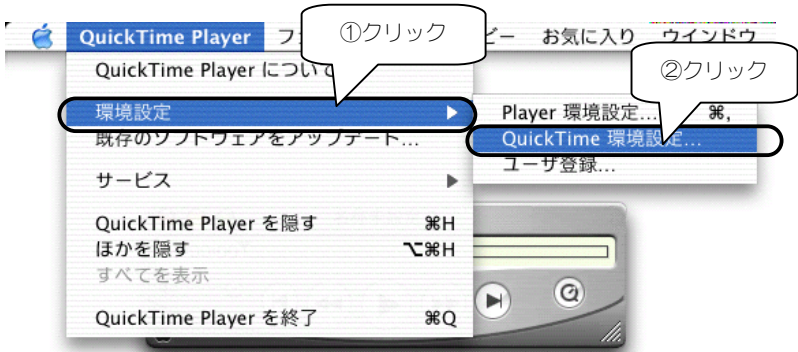 ①クリック
QuickTime Player お気に入り ウインドウ
②クリック
QuickTime Player について
環境設定
Player 環境設定... ⌘,
既存のソフトウェアをアップデート...
QuickTime 環境設定...
ユーザ登録...
サービス
QuickTime Player を隠す ⌘H
ほかを隠す ⌥⌘H
すべてを表示
QuickTime Player を終了 ⌘Q